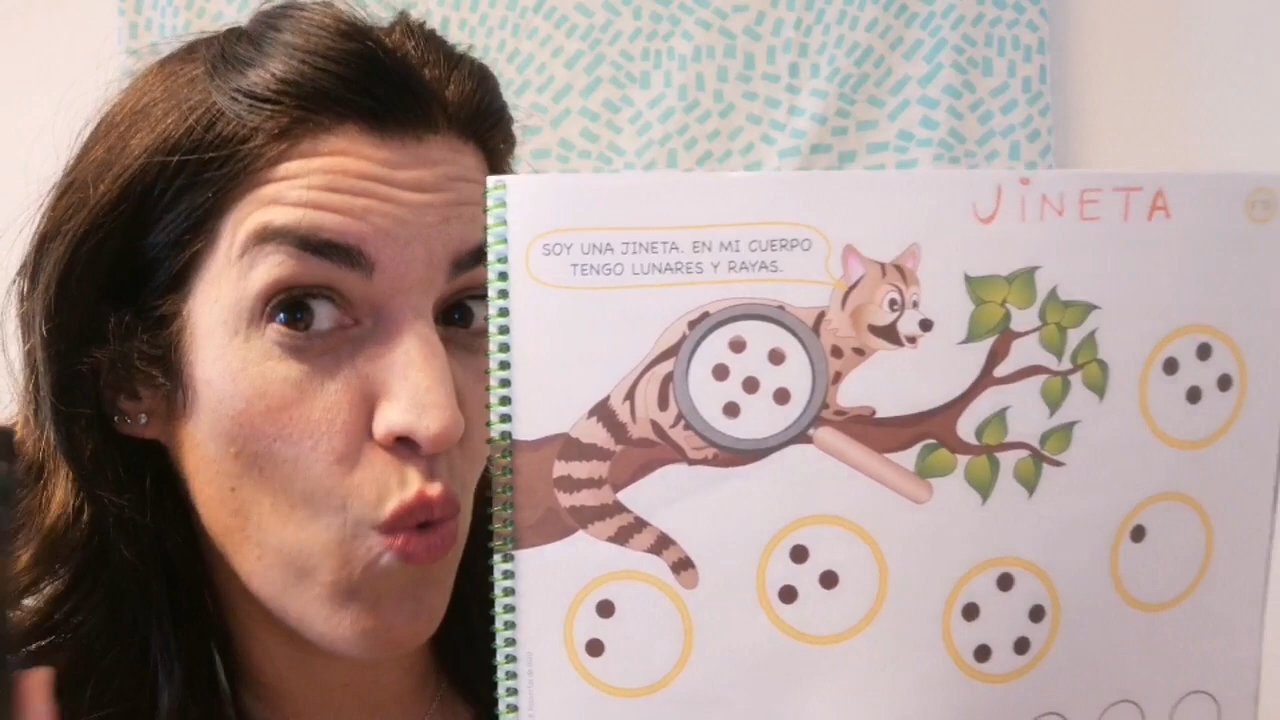 JiNETA
SOY UNA JINETA. EN MI CUERPO
TENGO LUNARES Y RAYAS.